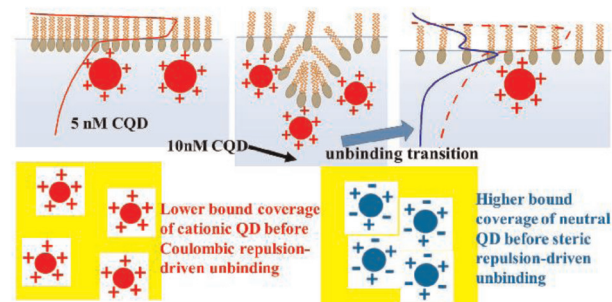 5 nM CQD
10nM CQD
unbinding transition
Lower bound coverage
of cationic QD before
Coulombic repulsion-
driven unbinding
Higher bound
coverage of neutral
QD before steric
repulsion-driven
unbinding